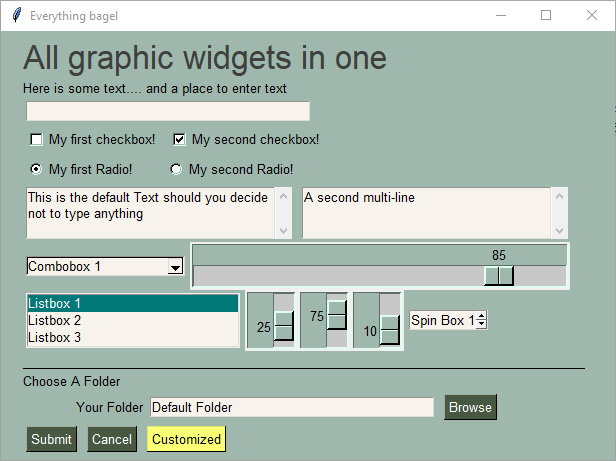 Everything bagel
All graphic widgets in one
Here is some text.... and a place to enter text
My first checkbox! My second checkbox!
My first Radio! My second Radio!
This is the default Text should you decide
not to type anything
A second multi-line
85
Combobox 1
Listbox 1
Listbox 2
Listbox 3
25
75
10
Spin Box 1
Choose A Folder
Your Folder Default Folder Browse
Submit Cancel Customized